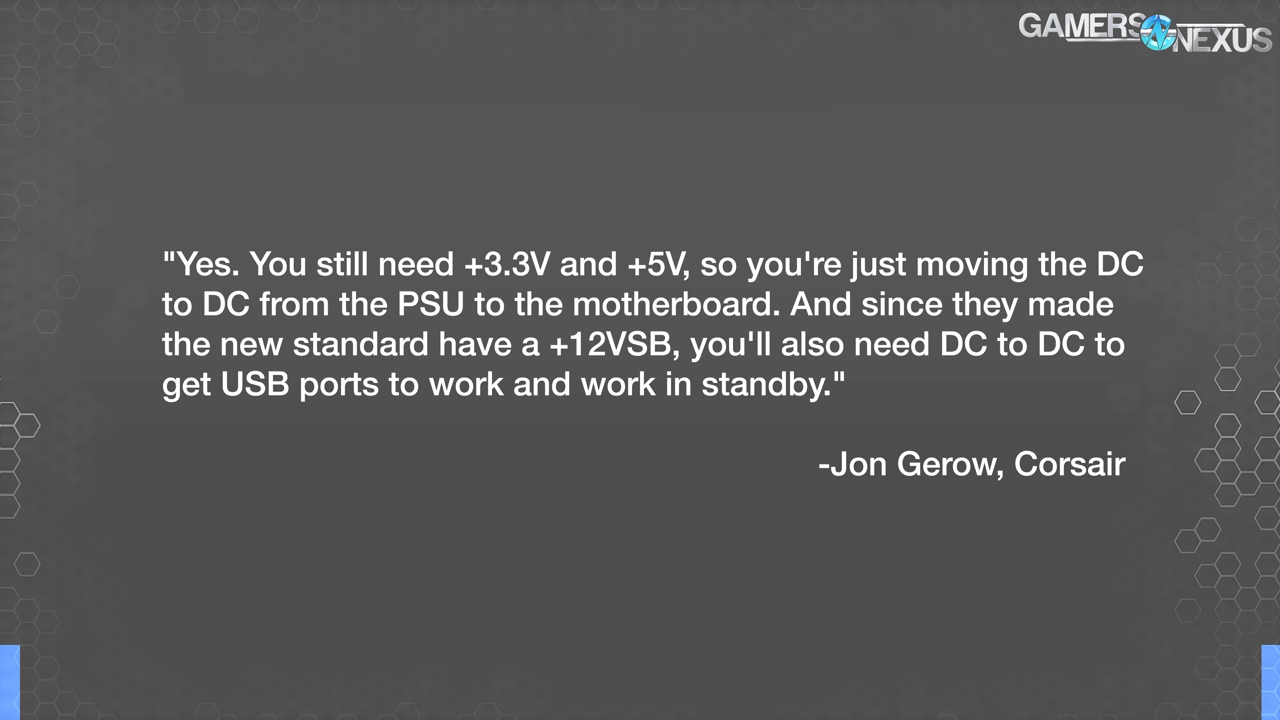 GAMERS NEXUS
"Yes. You still need +3.3V and +5V, so you're just moving the DC
to DC from the PSU to the motherboard. And since they made
the new standard have a +12VSB, you'll also need DC to DC to
get USB ports to work and work in standby."
-Jon Gerow, Corsair